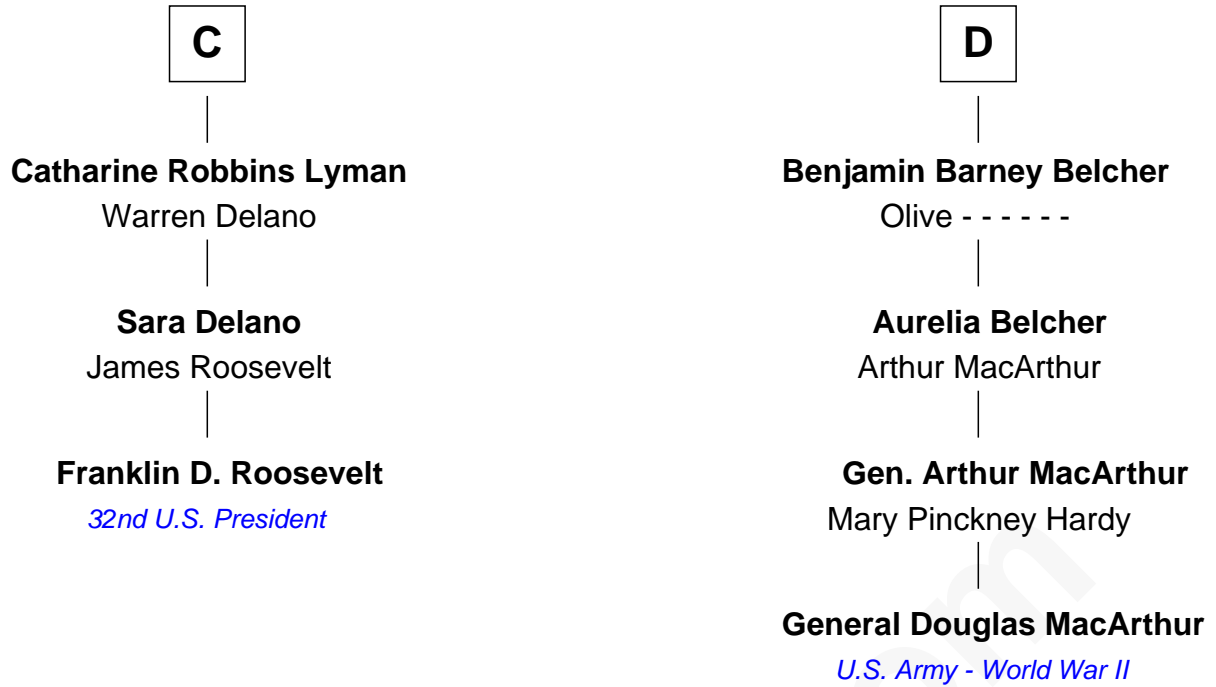 C
Catharine Robbins Lyman
Warren Delano
Sara Delano
James Roosevelt
Franklin D. Roosevelt
32nd U.S. President
D
Benjamin Barney Belcher
Olive - - - - - -
Aurelia Belcher
Arthur MacArthur
Gen. Arthur MacArthur
Mary Pinckney Hardy
General Douglas MacArthur
U.S. Army - World War II